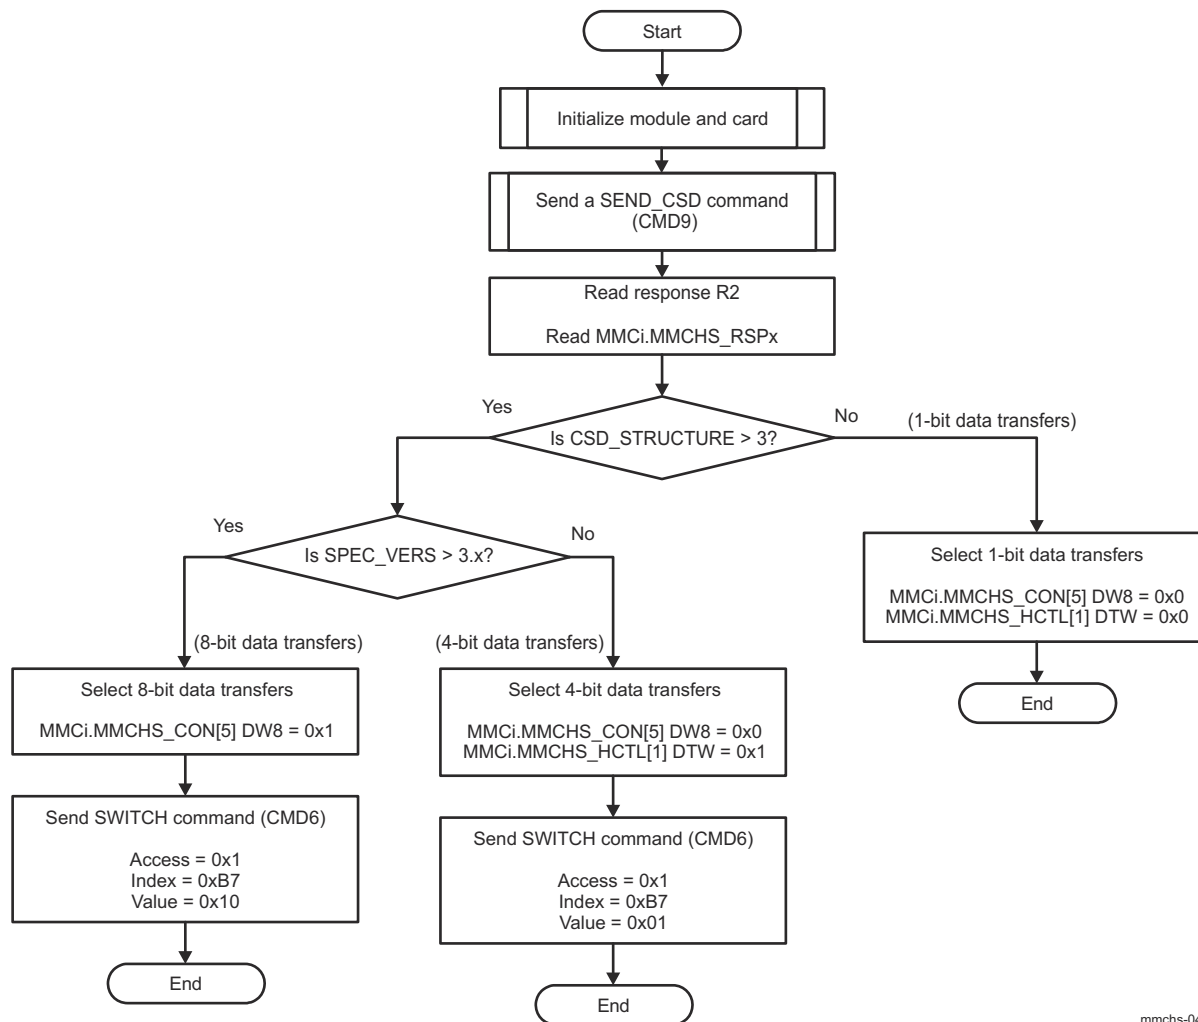 Start
Initialize module and card
Send a SEND_CSD command
(CMD9)
Read response R2
Read MMCi.MMCHS_RSPx
Yes
No
(1-bit data transfers)
Is CSD_STRUCTURE > 3?
Yes
No
Is SPEC_VERS > 3.x?
Select 1-bit data transfers
MMCi.MMCHS_CON[5] DW8 = 0x0
MMCi.MMCHS_HCTL[1] DTW = 0x0
End
(8-bit data transfers)
(4-bit data transfers)
Select 8-bit data transfers
MMCi.MMCHS_CON[5] DW8 = 0x1
Select 4-bit data transfers
MMCi.MMCHS_CON[5] DW8 = 0x0
MMCi.MMCHS_HCTL[1] DTW = 0x1
Send SWITCH command (CMD6)
Access = 0x1
Index = 0xB7
Value = 0x10
Send SWITCH command (CMD6)
Access = 0x1
Index = 0xB7
Value = 0x01
End
End